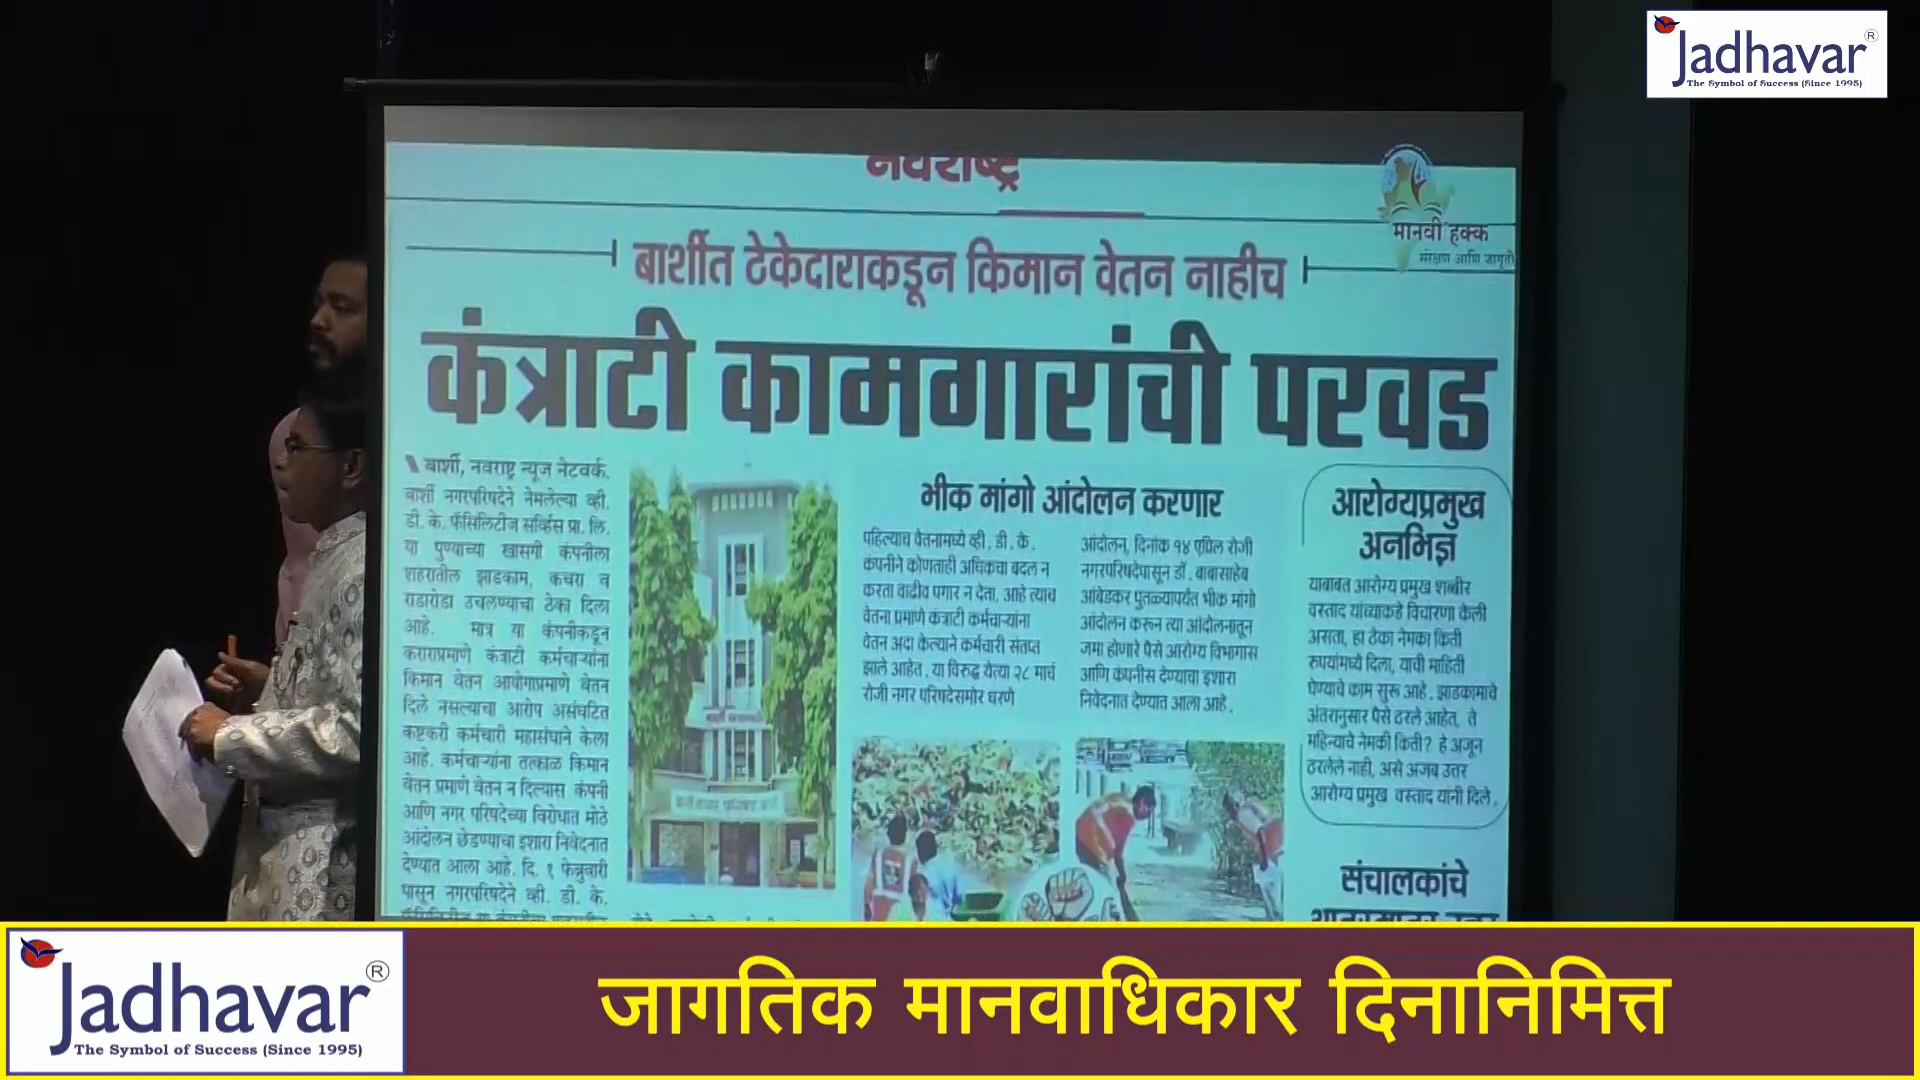 Jadhavar®
The Symbol of Success (Since 1995)
नवराष्ट्र
मानवी हक्क
संरक्षण आणि जागृती
बार्शीत ठेकेदाराकडून किमान वेतन नाहीच
कंत्राटी कामगारांची परवड
बार्शी, नवराष्ट्र न्यूज नेटवर्क.
बार्शी नगरपरिषदेने नेमलेल्या व्ही.
डी. के. फॅसिलिटीज सर्व्हिस प्रा. लि.
या पुण्याच्या खासगी कंपनीला
शहरातील झाडकाम, कचरा व
राडारोडा उचलण्याचा ठेका दिला
आहे. मात्र या कंपनीकडून
कराराप्रमाणे कंत्राटी कर्मचाऱ्यांना
किमान वेतन आयोगाप्रमाणे वेतन
दिले नसल्याचा आरोप असंघटित
कष्टकरी कर्मचारी महासंघाने केला
आहे. कर्मचाऱ्यांना तत्काळ किमान
वेतन प्रमाणे वेतन न दिल्यास कंपनी
आणि नगर परिषदेच्या विरोधात मोठे
आंदोलन छेडण्याचा इशारा निवेदनात
देण्यात आला आहे. दि. १ फेब्रुवारी
पासून नगरपरिषदेने व्ही. डी. के.
भीक मांगो आंदोलन करणार
पहिल्याच वेतनामध्ये व्ही. डी. के.
कंपनीने कोणताही अधिकचा बदल न
करता वाढीव पगार न देता, आहे त्याच
वेतना प्रमाणे कंत्राटी कर्मचाऱ्यांना
वेतन अदा केल्याने कर्मचारी संतप्त
झाले आहेत. या विरुद्ध येत्या २८ मार्च
रोजी नगर परिषदेसमोर धरणे
आंदोलन, दिनांक १४ एप्रिल रोजी
नगरपरिषदेपासून डॉ. बाबासाहेब
आंबेडकर पुतळ्यापर्यंत भीक मांगो
आंदोलन करून त्या आंदोलनातून
जमा होणारे पैसे आरोग्य विभागास
आणि कंपनीस देण्याचा इशारा
निवेदनात देण्यात आला आहे.
आरोग्यप्रमुख
अनभिज्ञ
याबाबत आरोग्य प्रमुख शब्बीर
वस्ताद यांच्याकडे विचारणा केली
असता, हा ठेका नेमका किती
रुपयांमध्ये दिला, याची माहिती
घेण्याचे काम सुरू आहे. झाडकामाचे
अंतरानुसार पैसे ठरले आहेत, ते
महिन्याचे नेमकी किती? हे अजून
ठरलेले नाही, असे अजब उत्तर
आरोग्य प्रमुख वस्ताद यांनी दिले.
संचालकांचे
Jadhavar®
The Symbol of Success (Since 1995)
जागतिक मानवाधिकार दिनानिमित्त